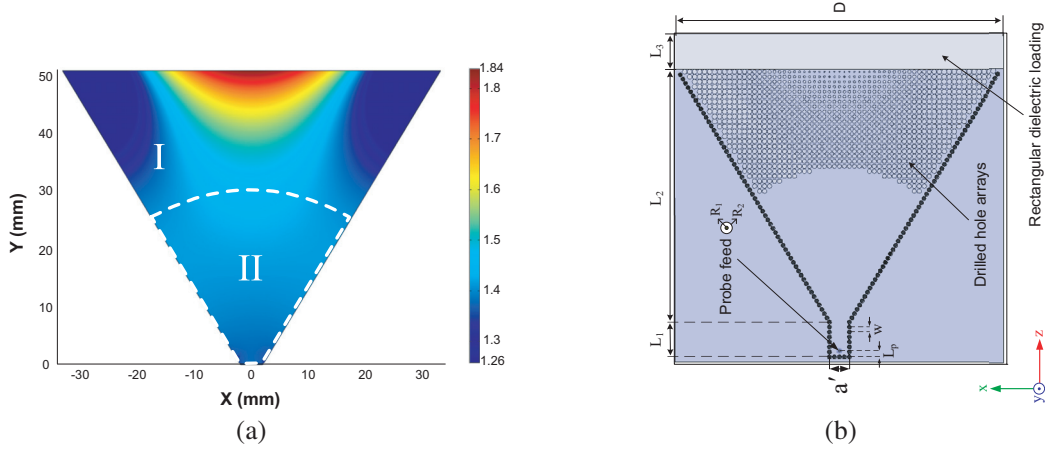 Y (mm)
50
40
30
20
10
0
-30
-20
-10
0
10
20
30
X (mm)
I
II
1.84
1.8
1.7
1.6
1.5
1.4
1.3
1.26
(a)
D
L3
L2
L1
Lp
w
a'
R1
R2
Probe feed
Drilled hole arrays
Rectangular dielectric loading
x
y
z
(b)